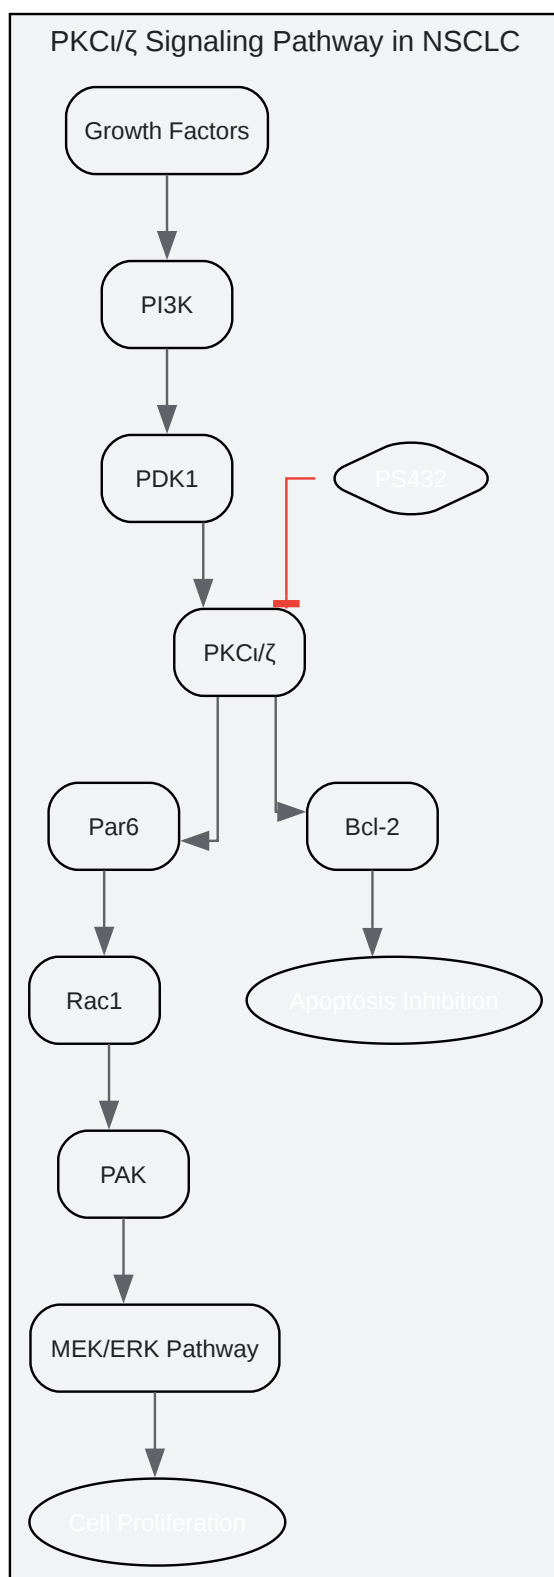 PKCι/ζ Signaling Pathway in NSCLC
Growth Factors
PI3K
PDK1
PS432
PKCι/ζ
Par6
Bcl-2
Rac1
Apoptosis Inhibition
PAK
MEK/ERK Pathway
Cell Proliferation